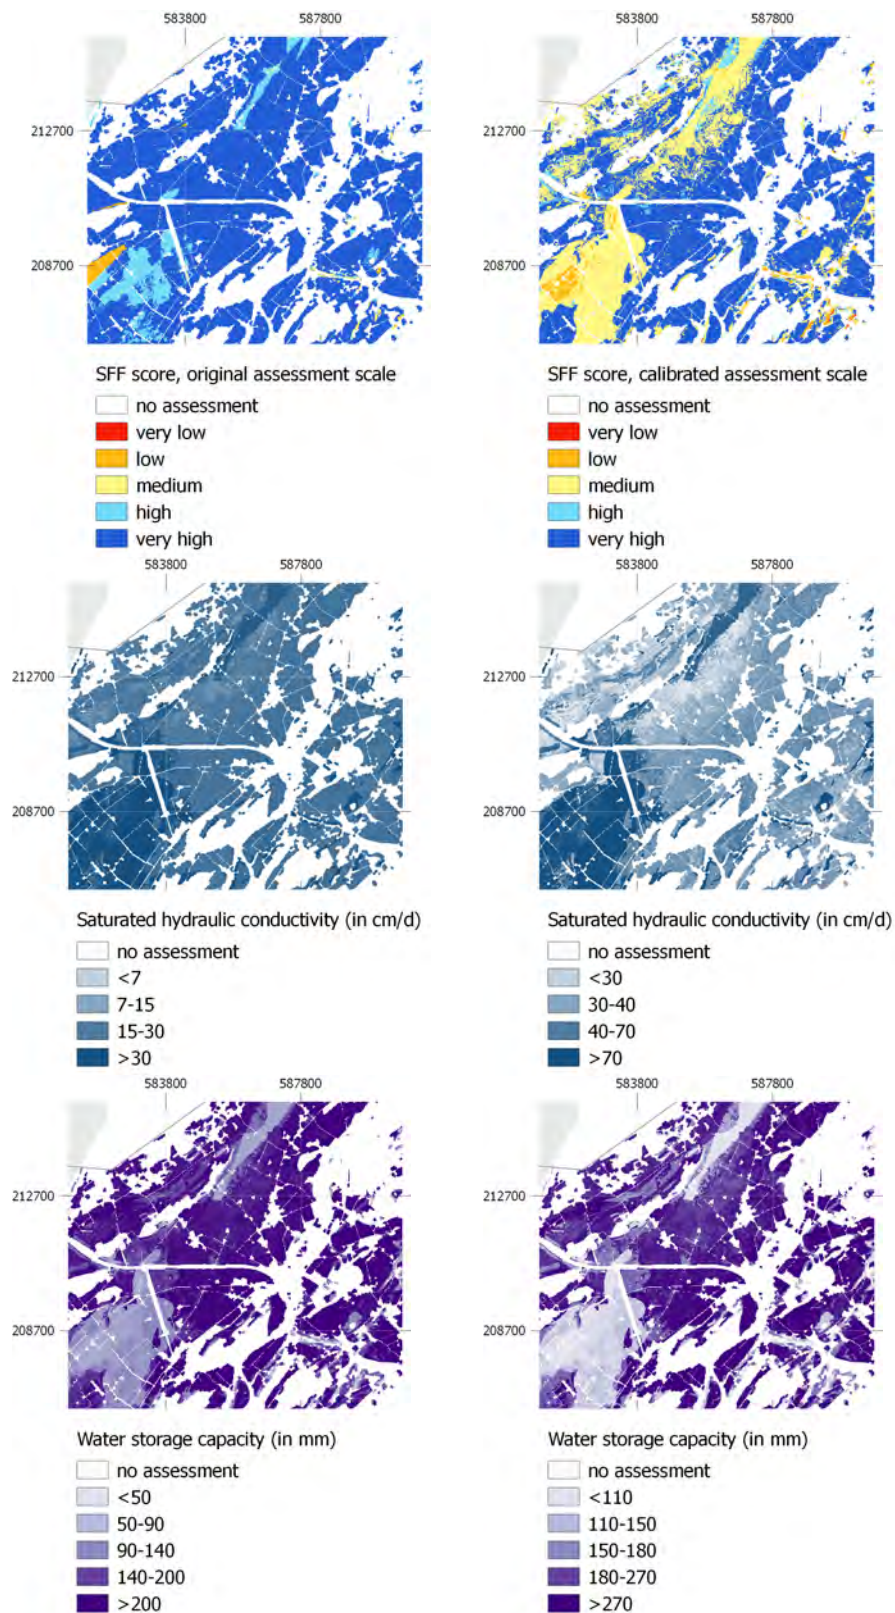 583800 587800
583800 587800
212700
212700
208700
208700
SFF score, original assessment scale
no assessment
very low
low
medium
high
very high
SFF score, calibrated assessment scale
no assessment
very low
low
medium
high
very high
583800 587800
583800 587800
212700
212700
208700
208700
Saturated hydraulic conductivity (in cm/d)
no assessment
<7
7-15
15-30
>30
Saturated hydraulic conductivity (in cm/d)
no assessment
<30
30-40
40-70
>70
583800 587800
583800 587800
212700
212700
208700
208700
Water storage capacity (in mm)
no assessment
<50
50-90
90-140
140-200
>200
Water storage capacity (in mm)
no assessment
<110
110-150
150-180
180-270
>270